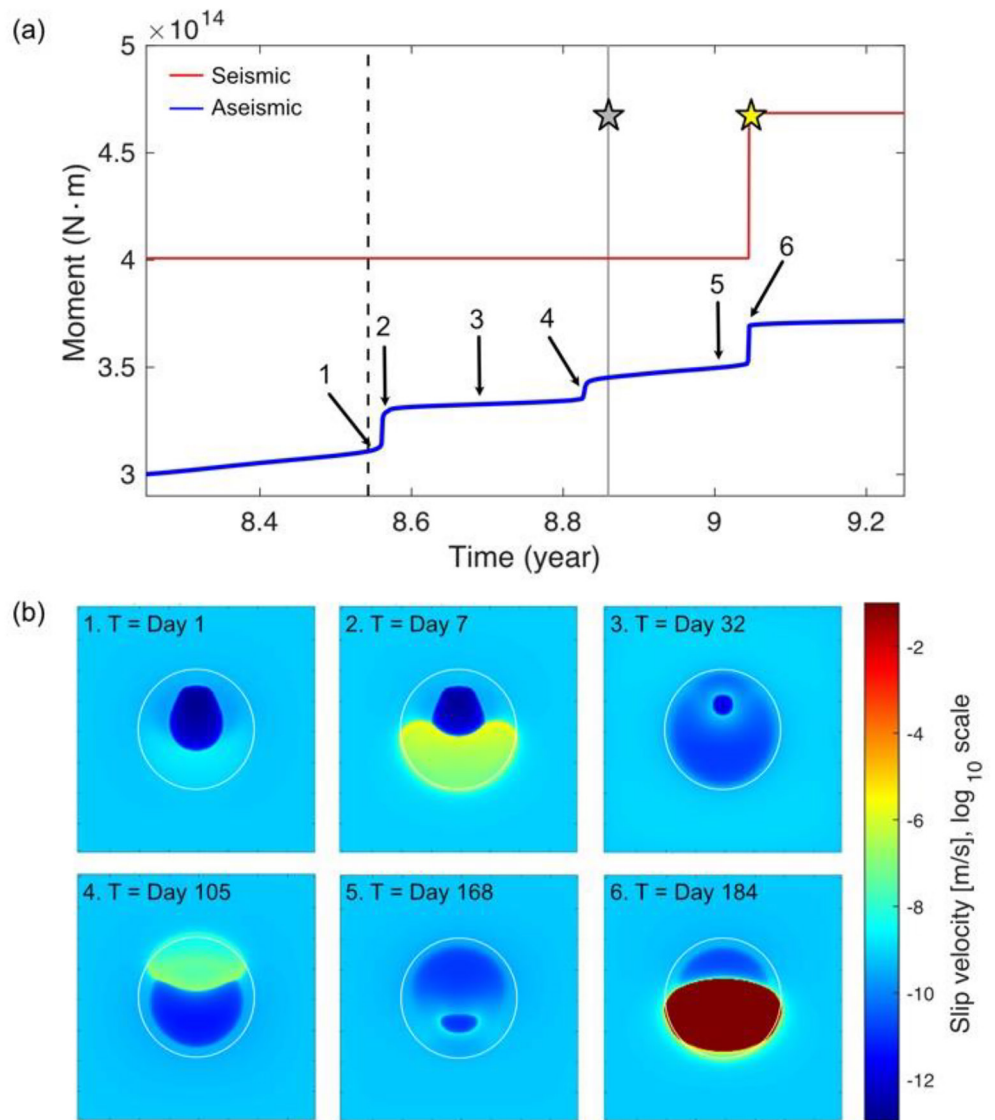 (a)
×10^14
5
4.5
4
3.5
3
Moment (N·m)
Seismic
Aseismic
1
2
3
4
5
6
8.4
8.6
8.8
9
9.2
Time (year)
(b)
1. T = Day 1
2. T = Day 7
3. T = Day 32
4. T = Day 105
5. T = Day 168
6. T = Day 184
-2
-4
-6
-8
-10
-12
Slip velocity [m/s], log 10 scale